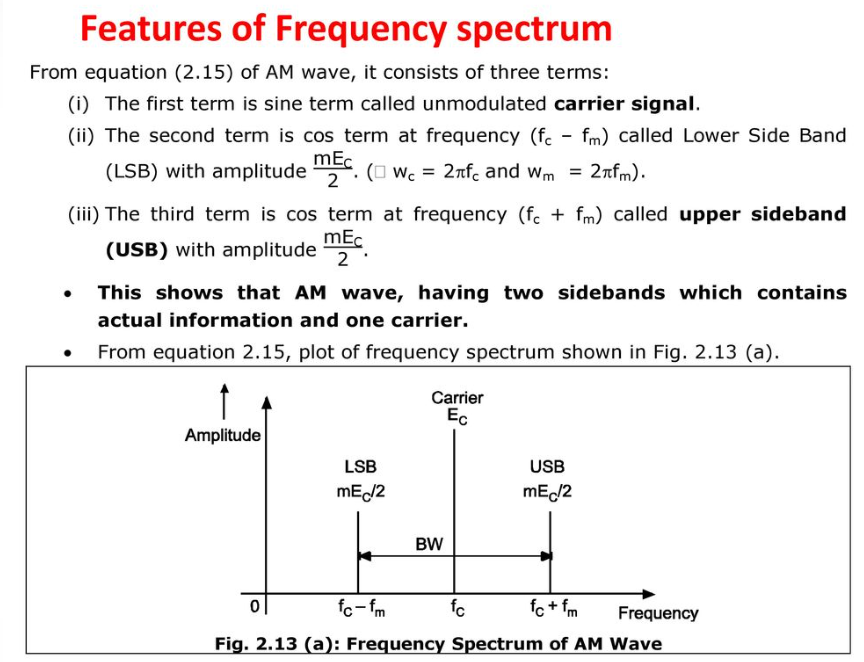 Features of Frequency spectrum
From equation (2.15) of AM wave, it consists of three terms:
(i) The first term is sine term called unmodulated carrier signal.
(ii) The second term is cos term at frequency (fc – fm) called Lower Side Band
(LSB) with amplitude mEC/2. (□ wc = 2πfc and wm = 2πfm).
(iii) The third term is cos term at frequency (fc + fm) called upper sideband
(USB) with amplitude mEC/2.
• This shows that AM wave, having two sidebands which contains
actual information and one carrier.
• From equation 2.15, plot of frequency spectrum shown in Fig. 2.13 (a).
Carrier
EC
Amplitude
LSB
mEC/2
USB
mEC/2
BW
0
fC – fm
fC
fC + fm
Frequency
Fig. 2.13 (a): Frequency Spectrum of AM Wave